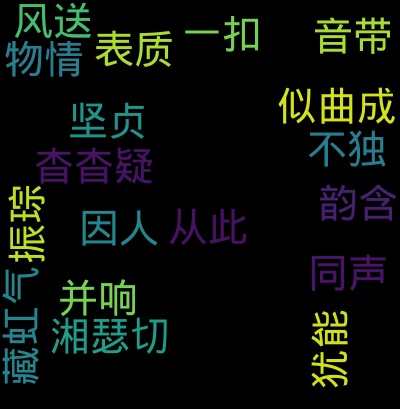 风送
一扣
音带
物情
表质
似曲成
坚贞
不独
杳杳疑
振琮
韵含
因人
从此
同声
藏虹气
并响
犹能
湘瑟切